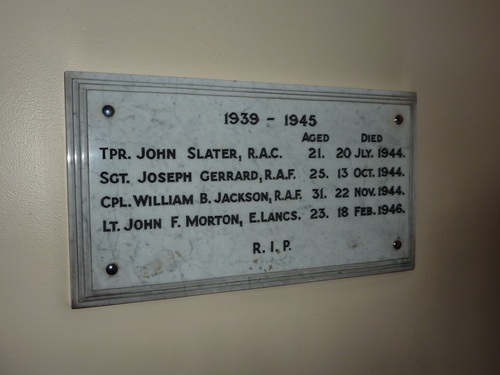 1939 - 1945
AGED DIED
TPR. JOHN SLATER, R.A.C. 21. 20 JLY. 1944.
SGT. JOSEPH GERRARD, R.A.F. 25. 13 OCT. 1944.
CPL. WILLIAM B. JACKSON, R.A.F. 31. 22 NOV. 1944.
LT. JOHN F. MORTON, E.LANCS. 23. 18 FEB. 1946.
R. I. P.